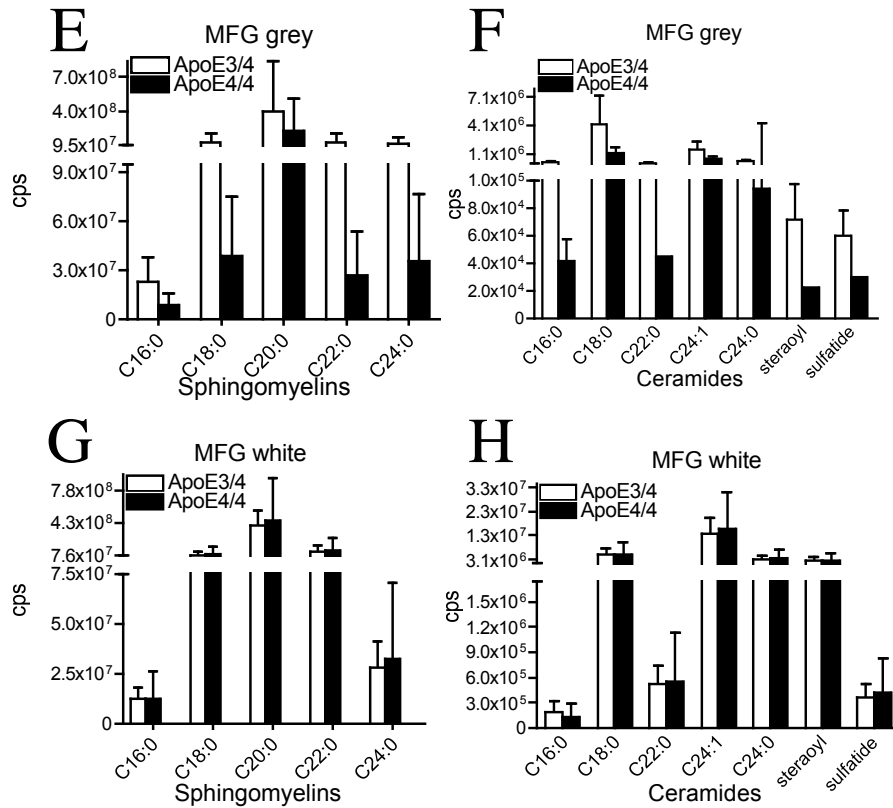 E
MFG grey
ApoE3/4
ApoE4/4
7.0x10⁸
4.0x10⁸
9.5x10⁷
9.0x10⁷
6.0x10⁷
3.0x10⁷
0
cps
C16:0
C18:0
C20:0
C22:0
C24:0
Sphingomyelins
F
MFG grey
ApoE3/4
ApoE4/4
7.1x10⁶
4.1x10⁶
1.1x10⁶
1.0x10⁵
8.0x10⁴
6.0x10⁴
4.0x10⁴
2.0x10⁴
0
cps
C16:0
C18:0
C22:0
C24:1
C24:0
steraoyl
sulfatide
Ceramides
G
MFG white
ApoE3/4
ApoE4/4
7.8x10⁸
4.3x10⁸
7.6x10⁷
7.5x10⁷
5.0x10⁷
2.5x10⁷
0
cps
C16:0
C18:0
C20:0
C22:0
C24:0
Sphingomyelins
H
MFG white
ApoE3/4
ApoE4/4
3.3x10⁷
2.3x10⁷
1.3x10⁷
3.1x10⁶
1.5x10⁶
1.2x10⁶
9.0x10⁵
6.0x10⁵
3.0x10⁵
0
cps
C16:0
C18:0
C22:0
C24:1
C24:0
steraoyl
sulfatide
Ceramides